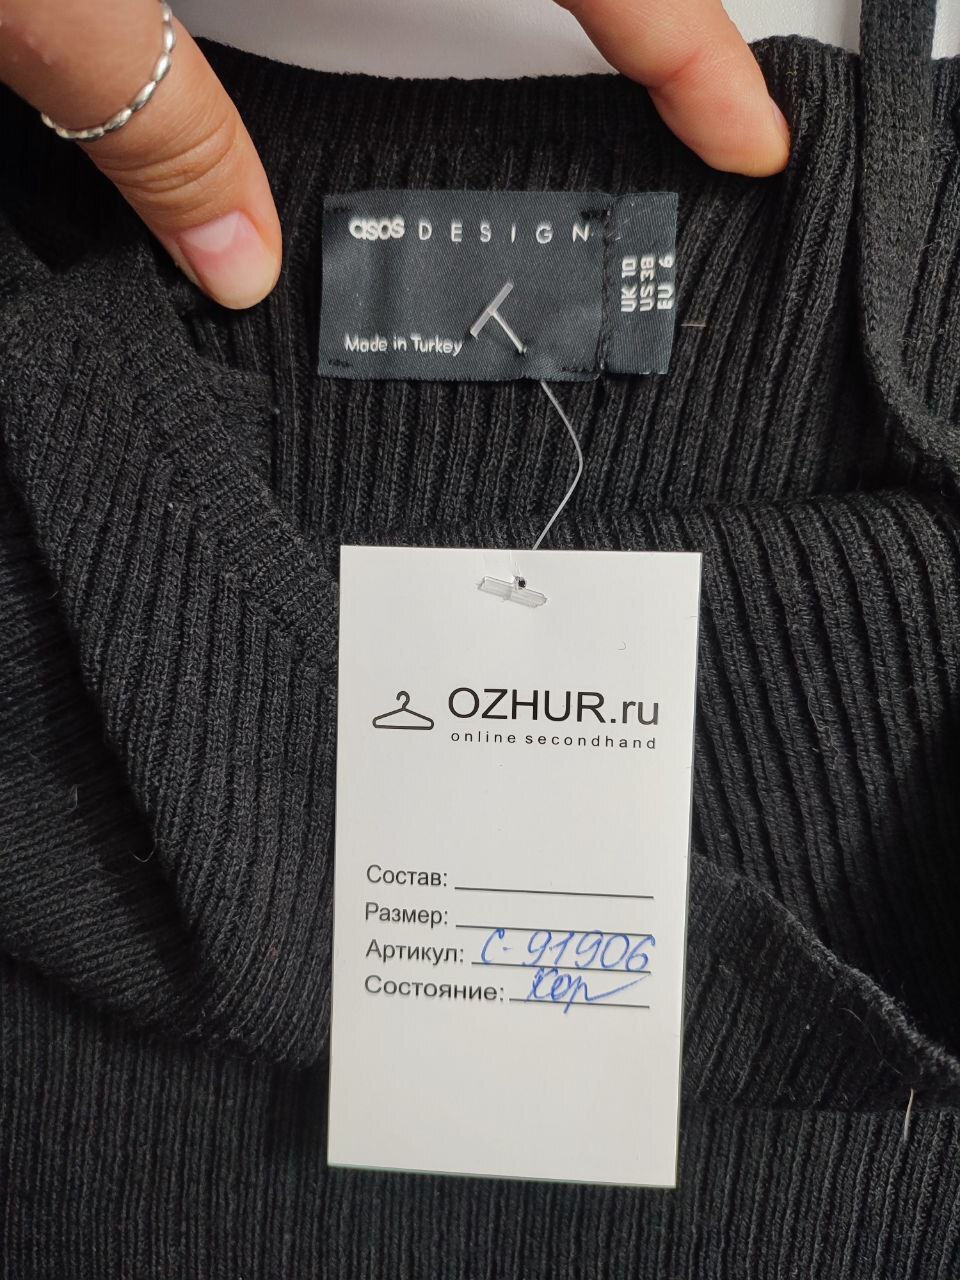 asos DESIGN
Made in Turkey
UK 10
US 38
EU 6
OZHUR.ru
online secondhand
Состав:
Размер:
Артикул: С-91906
Состояние: хор